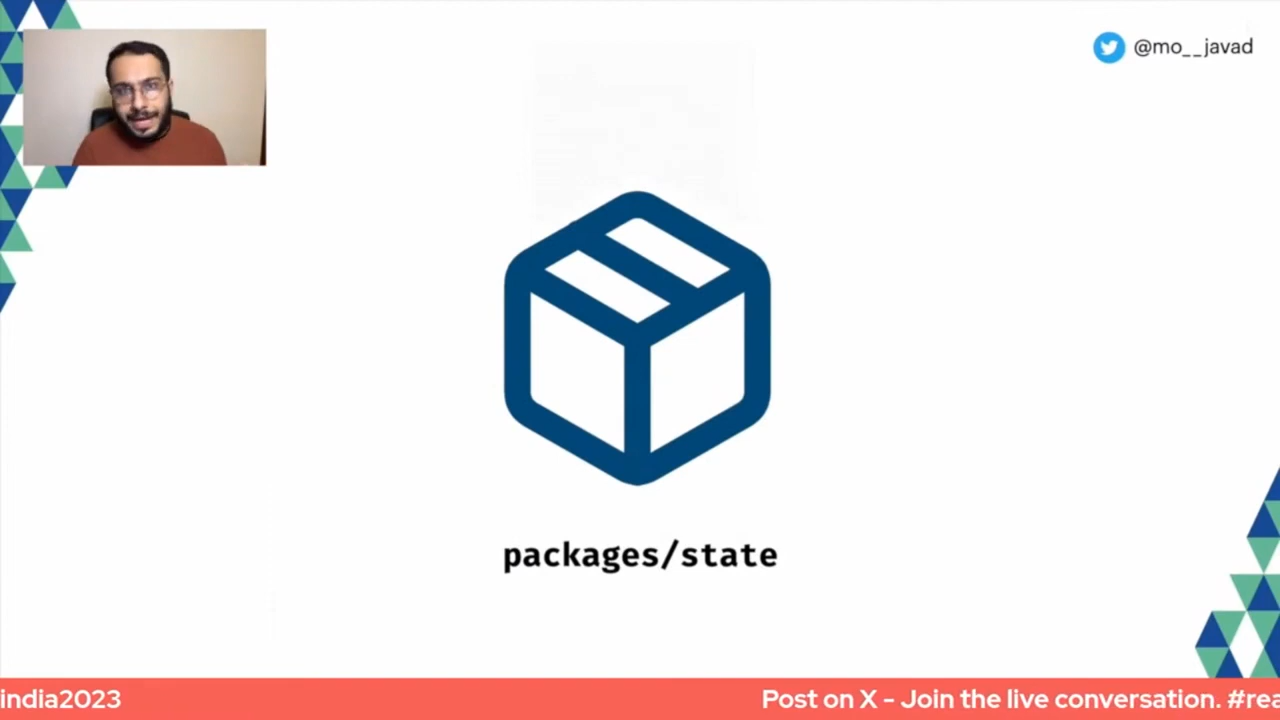 @mo__javad
packages/state
india2023
Post on X - Join the live conversation. #rea